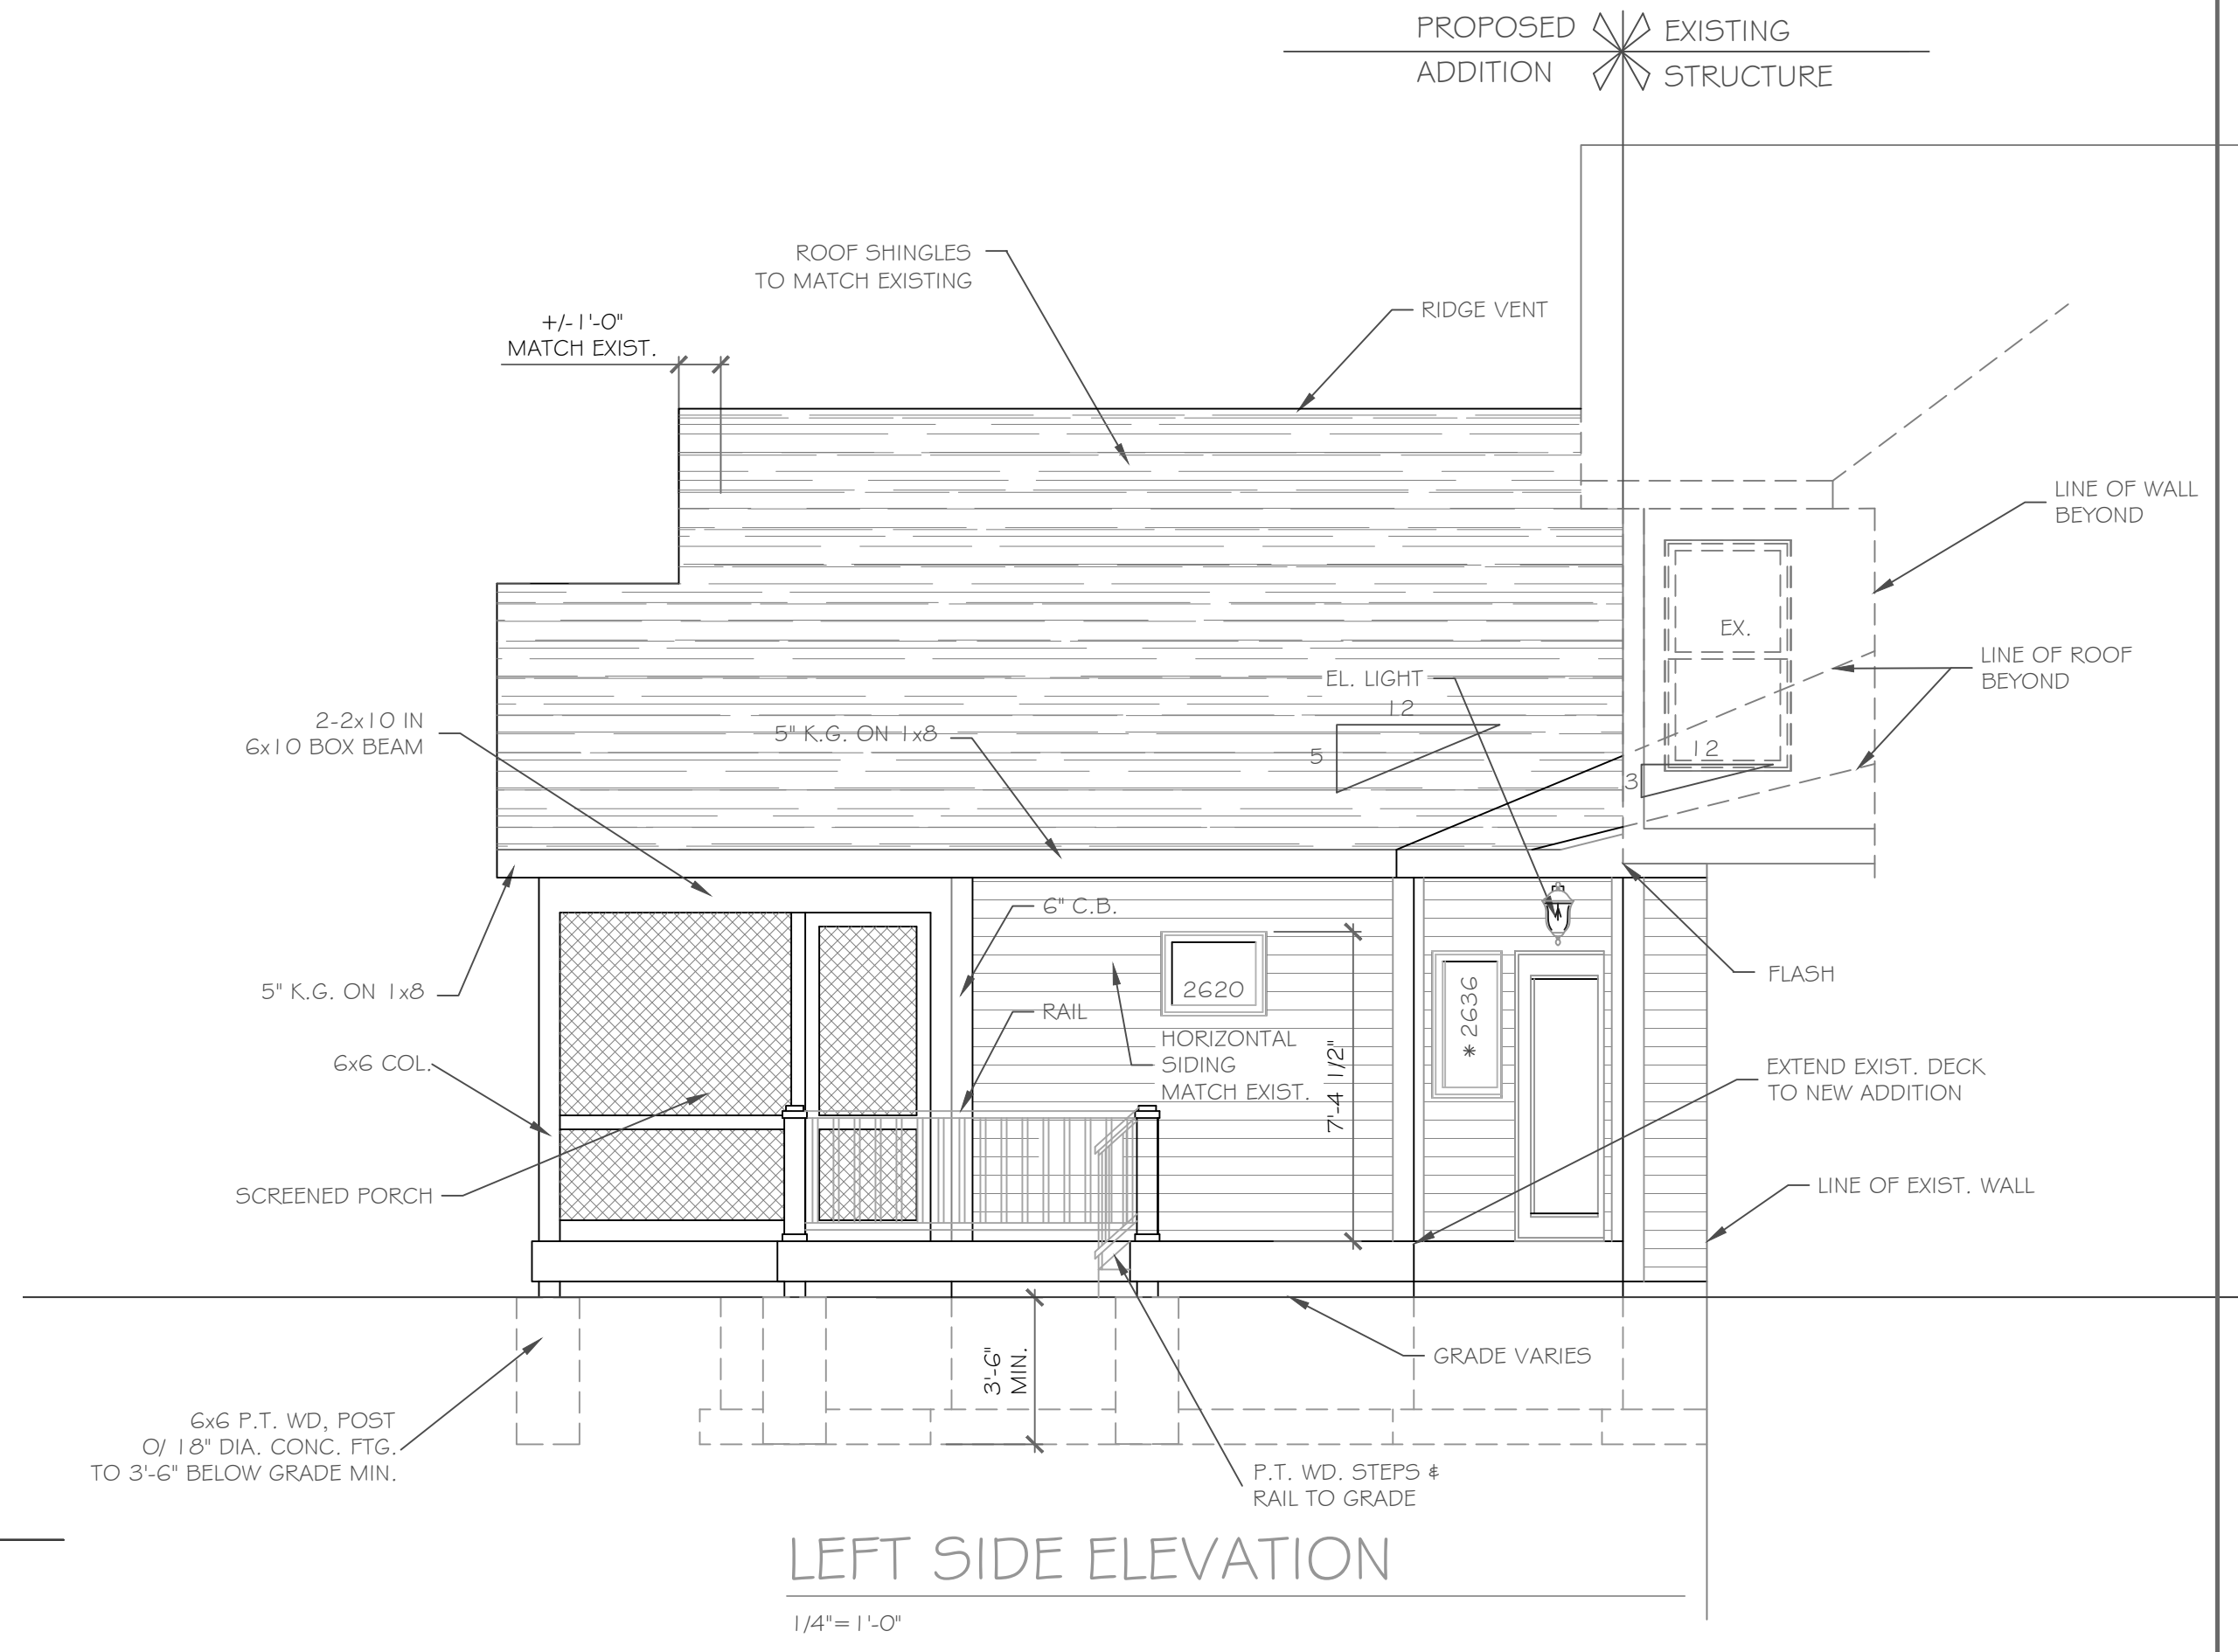 PROPOSED
ADDITION
EXISTING
STRUCTURE
ROOF SHINGLES
TO MATCH EXISTING
RIDGE VENT
+/-1'-0"
MATCH EXIST.
LINE OF WALL
BEYOND
EX.
LINE OF ROOF
BEYOND
EL. LIGHT
12
5
12
3
2-2x10 IN
6x10 BOX BEAM
5" K.G. ON 1x8
6" C.B.
FLASH
5" K.G. ON 1x8
2620
* 2636
RAIL
HORIZONTAL
SIDING
MATCH EXIST.
7'-4 1/2"
6x6 COL.
EXTEND EXIST. DECK
TO NEW ADDITION
SCREENED PORCH
LINE OF EXIST. WALL
3'-6"
MIN.
GRADE VARIES
6x6 P.T. WD, POST
O/ 18" DIA. CONC. FTG.
TO 3'-6" BELOW GRADE MIN.
P.T. WD. STEPS &
RAIL TO GRADE
LEFT SIDE ELEVATION
1/4"=1'-0"